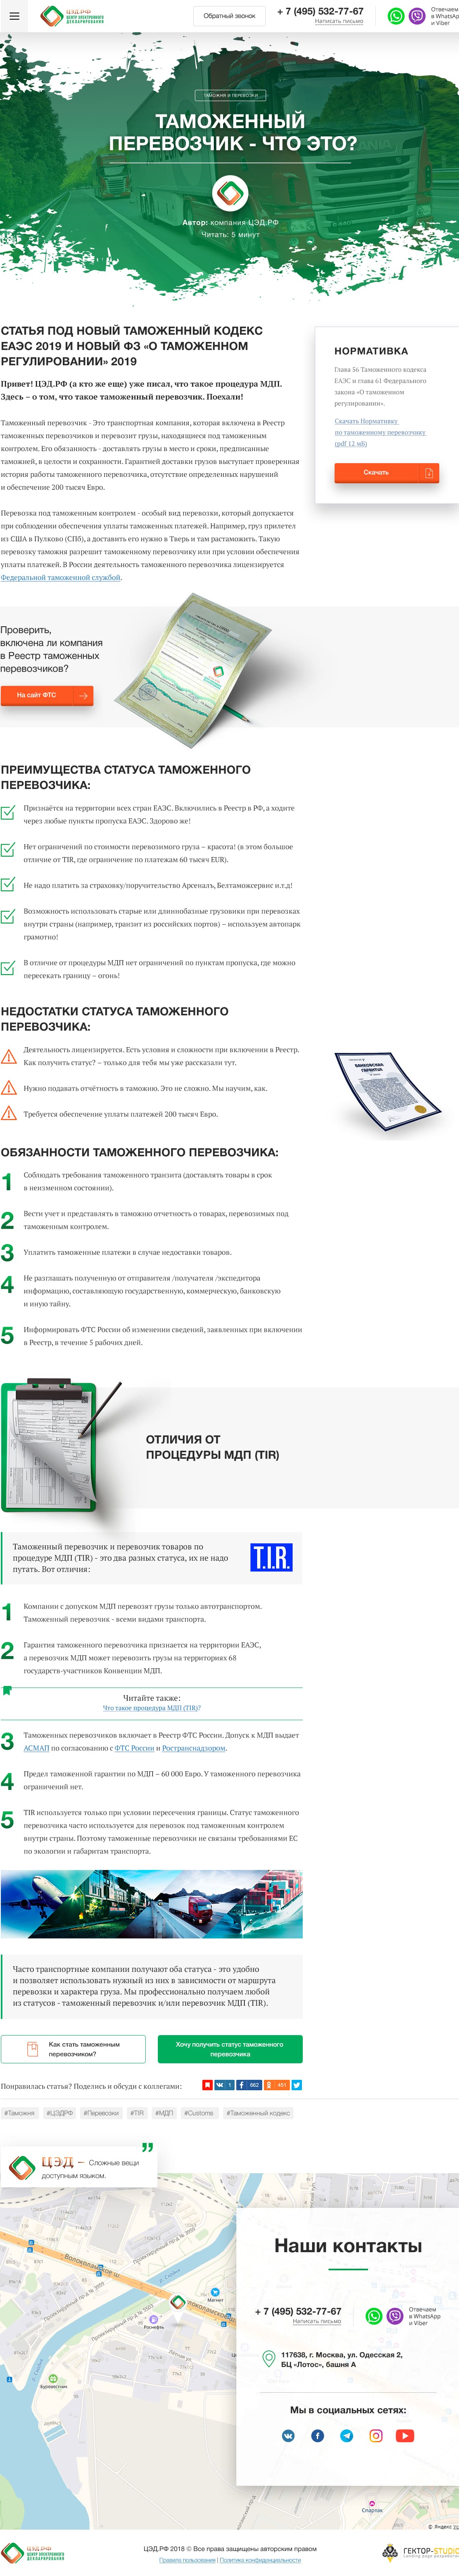 ЦЭД.РФ
ЦЕНТР ЭЛЕКТРОННОГО
ДЕКЛАРИРОВАНИЯ
Обратный звонок
+ 7 (495) 532-77-67
Написать письмо
Отвечаем
в WhatsAp
и Viber
ТАМОЖНЯ И ПЕРЕВОЗКИ
ТАМОЖЕННЫЙ
ПЕРЕВОЗЧИК - ЧТО ЭТО?
Автор: компания ЦЭД.РФ
Читать: 5 минут
СТАТЬЯ ПОД НОВЫЙ ТАМОЖЕННЫЙ КОДЕКС
ЕАЭС 2019 И НОВЫЙ ФЗ «О ТАМОЖЕННОМ
РЕГУЛИРОВАНИИ» 2019
Привет! ЦЭД.РФ (а кто же еще) уже писал, что такое процедура МДП.
Здесь – о том, что такое таможенный перевозчик. Поехали!
Таможенный перевозчик - Это транспортная компания, которая включена в Реестр
таможенных перевозчиков и перевозит грузы, находящиеся под таможенным
контролем. Его обязанность - доставлять грузы в место и сроки, предписанные
таможней, в целости и сохранности. Гарантией доставки грузов выступает проверенная
история работы таможенного перевозчика, отсутствие определенных нарушений
и обеспечение 200 тысяч Евро.
Перевозка под таможенным контролем - особый вид перевозки, который допускается
при соблюдении обеспечения уплаты таможенных платежей. Например, груз прилетел
из США в Пулково (СПб), а доставить его нужно в Тверь и там растаможить. Такую
перевозку таможня разрешит таможенному перевозчику или при условии обеспечения
уплаты платежей. В России деятельность таможенного перевозчика лицензируется
Федеральной таможенной службой.
НОРМАТИВКА
Глава 56 Таможенного кодекса
ЕАЭС и глава 61 Федерального
закона «О таможенном
регулировании».
Скачать Нормативку
по таможенному перевозчику
(pdf 12 мБ)
Скачать
Проверить,
включена ли компания
в Реестр таможенных
перевозчиков?
На сайт ФТС
ПРЕИМУЩЕСТВА СТАТУСА ТАМОЖЕННОГО
ПЕРЕВОЗЧИКА:
Признаётся на территории всех стран ЕАЭС. Включились в Реестр в РФ, а ходите
через любые пункты пропуска ЕАЭС. Здорово же!
Нет ограничений по стоимости перевозимого груза – красота! (в этом большое
отличие от TIR, где ограничение по платежам 60 тысяч EUR).
Не надо платить за страховку/поручительство Арсеналъ, Белтаможсервис и.т.д!
Возможность использовать старые или длиннобазные грузовики при перевозках
внутри страны (например, транзит из российских портов) – используем автопарк
грамотно!
В отличие от процедуры МДП нет ограничений по пунктам пропуска, где можно
пересекать границу – огонь!
НЕДОСТАТКИ СТАТУСА ТАМОЖЕННОГО
ПЕРЕВОЗЧИКА:
Деятельность лицензируется. Есть условия и сложности при включении в Реестр.
Как получить статус? – только для тебя мы уже рассказали тут.
Нужно подавать отчётность в таможню. Это не сложно. Мы научим, как.
Требуется обеспечение уплаты платежей 200 тысяч Евро.
БАНКОВСКАЯ
ГАРАНТИЯ
ОБЯЗАННОСТИ ТАМОЖЕННОГО ПЕРЕВОЗЧИКА:
1 Соблюдать требования таможенного транзита (доставлять товары в срок
в неизменном состоянии).
2 Вести учет и представлять в таможню отчетность о товарах, перевозимых под
таможенным контролем.
3 Уплатить таможенные платежи в случае недоставки товаров.
4 Не разглашать полученную от отправителя /получателя /экспедитора
информацию, составляющую государственную, коммерческую, банковскую
и иную тайну.
5 Информировать ФТС России об изменении сведений, заявленных при включении
в Реестр, в течение 5 рабочих дней.
ОТЛИЧИЯ ОТ
ПРОЦЕДУРЫ МДП (TIR)
Таможенный перевозчик и перевозчик товаров по
процедуре МДП (TIR) - это два разных статуса, их не надо
путать. Вот отличия:
T.I.R.
1 Компании с допуском МДП перевозят грузы только автотранспортом.
Таможенный перевозчик - всеми видами транспорта.
2 Гарантия таможенного перевозчика признается на территории ЕАЭС,
а перевозчик МДП может перевозить грузы на территориях 68
государств-участников Конвенции МДП.
Читайте также:
Что такое процедура МДП (TIR)?
3 Таможенных перевозчиков включает в Реестр ФТС России. Допуск к МДП выдает
АСМАП по согласованию с ФТС России и Ространснадзором.
4 Предел таможенной гарантии по МДП – 60 000 Евро. У таможенного перевозчика
ограничений нет.
5 TIR используется только при условии пересечения границы. Статус таможенного
перевозчика часто используется для перевозок под таможенным контролем
внутри страны. Поэтому таможенные перевозчики не связаны требованиями ЕС
по экологии и габаритам транспорта.
Часто транспортные компании получают оба статуса - это удобно
и позволяет использовать нужный из них в зависимости от маршрута
перевозки и характера груза. Мы профессионально получаем любой
из статусов - таможенный перевозчик и/или перевозчик МДП (TIR).
Как стать таможенным
перевозчиком?
Хочу получить статус таможенного
перевозчика
Понравилась статья? Поделись и обсуди с коллегами:
1
662
451
#Таможня #ЦЭДРФ #Перевозки #TIR #МДП #Customs #Таможенный кодекс
ЦЭД – Сложные вещи
доступным языком.
Волоколамское ш.
Магнит
Роснефть
Курьяевистик
Спартак
© Яндекс
Наши контакты
+ 7 (495) 532-77-67
Написать письмо
Отвечаем
в WhatsApp
и Viber
117638, г. Москва, ул. Одесская 2,
БЦ «Лотос», башня А
Мы в социальных сетях:
ЦЭД.РФ
ЦЕНТР ЭЛЕКТРОННОГО
ДЕКЛАРИРОВАНИЯ
ЦЭД.РФ 2018 © Все права защищены авторским правом
Правила пользования | Политика конфиденциальности
ГЕКТОР-STUDIO